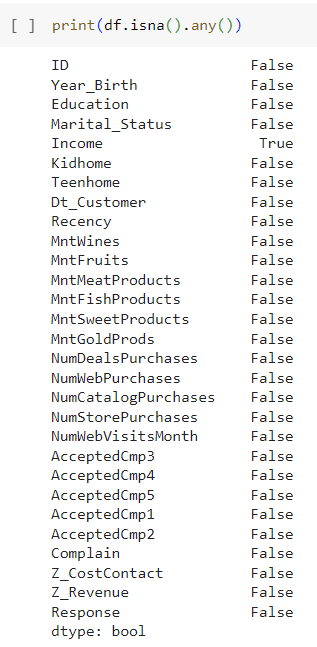 [ ] print(df.isna().any())
ID False
Year_Birth False
Education False
Marital_Status False
Income True
Kidhome False
Teenhome False
Dt_Customer False
Recency False
MntWines False
MntFruits False
MntMeatProducts False
MntFishProducts False
MntSweetProducts False
MntGoldProds False
NumDealsPurchases False
NumWebPurchases False
NumCatalogPurchases False
NumStorePurchases False
NumWebVisitsMonth False
AcceptedCmp3 False
AcceptedCmp4 False
AcceptedCmp5 False
AcceptedCmp1 False
AcceptedCmp2 False
Complain False
Z_CostContact False
Z_Revenue False
Response False
dtype: bool